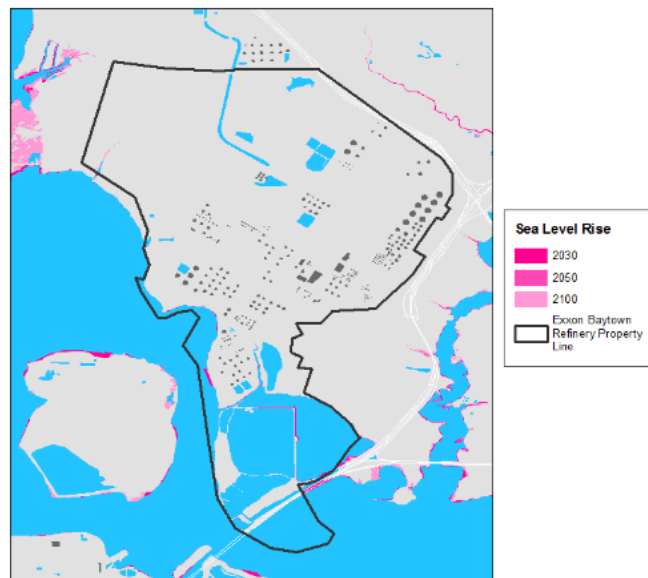 Sea Level Rise
2030
2050
2100
Exxon Baytown
Refinery Property
Line